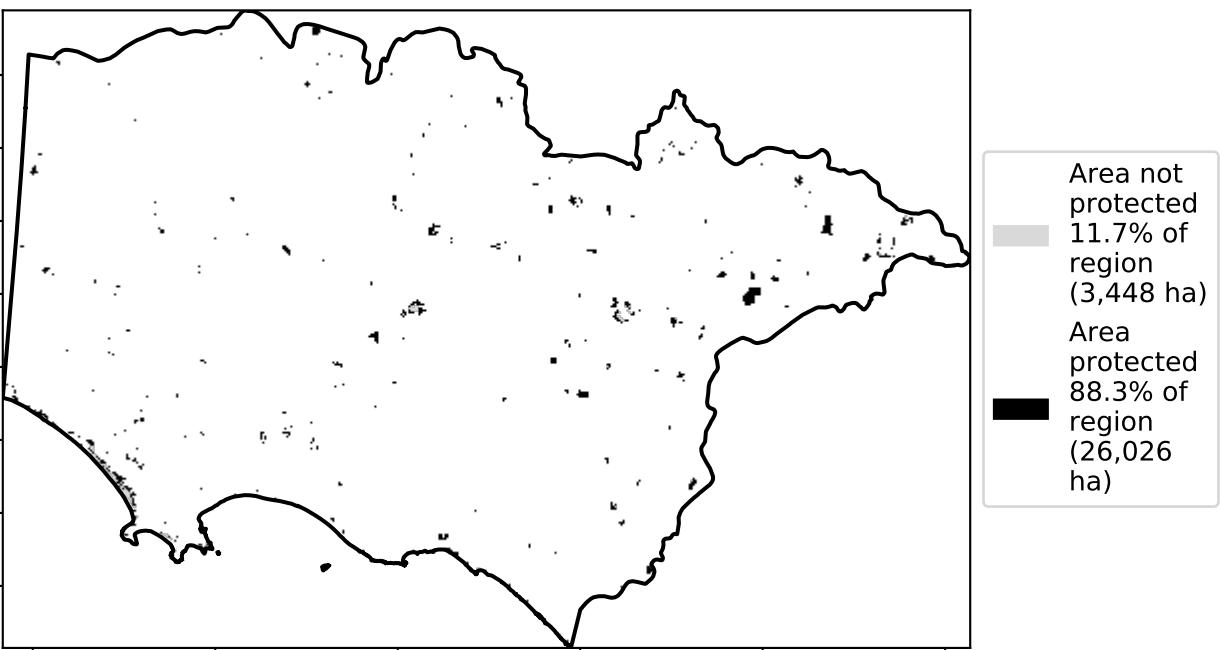 Area not
protected
11.7% of
region
(3,448 ha)
Area
protected
88.3% of
region
(26,026
ha)